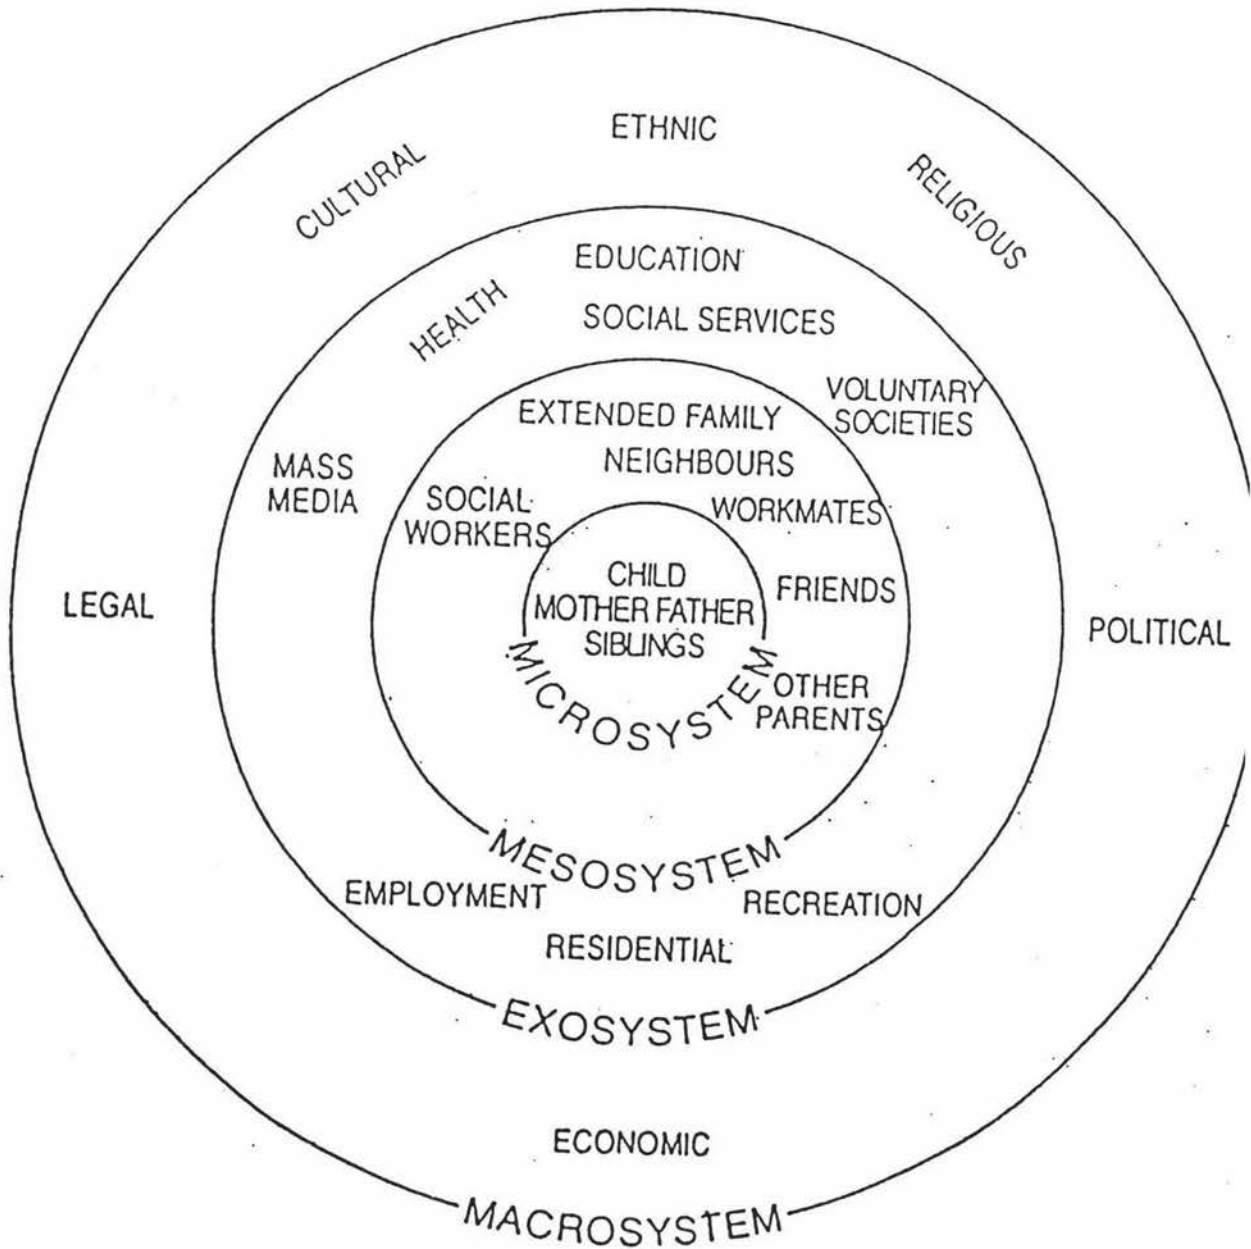 ETHNIC
CULTURAL
RELIGIOUS
EDUCATION
HEALTH
SOCIAL SERVICES
VOLUNTARY
SOCIETIES
EXTENDED FAMILY
NEIGHBOURS
MASS
MEDIA
SOCIAL
WORKERS
WORKMATES
CHILD
MOTHER FATHER
SIBLINGS
FRIENDS
LEGAL
POLITICAL
MICROSYSTEM
OTHER
PARENTS
MESOSYSTEM
EMPLOYMENT
RECREATION
RESIDENTIAL
EXOSYSTEM
ECONOMIC
MACROSYSTEM